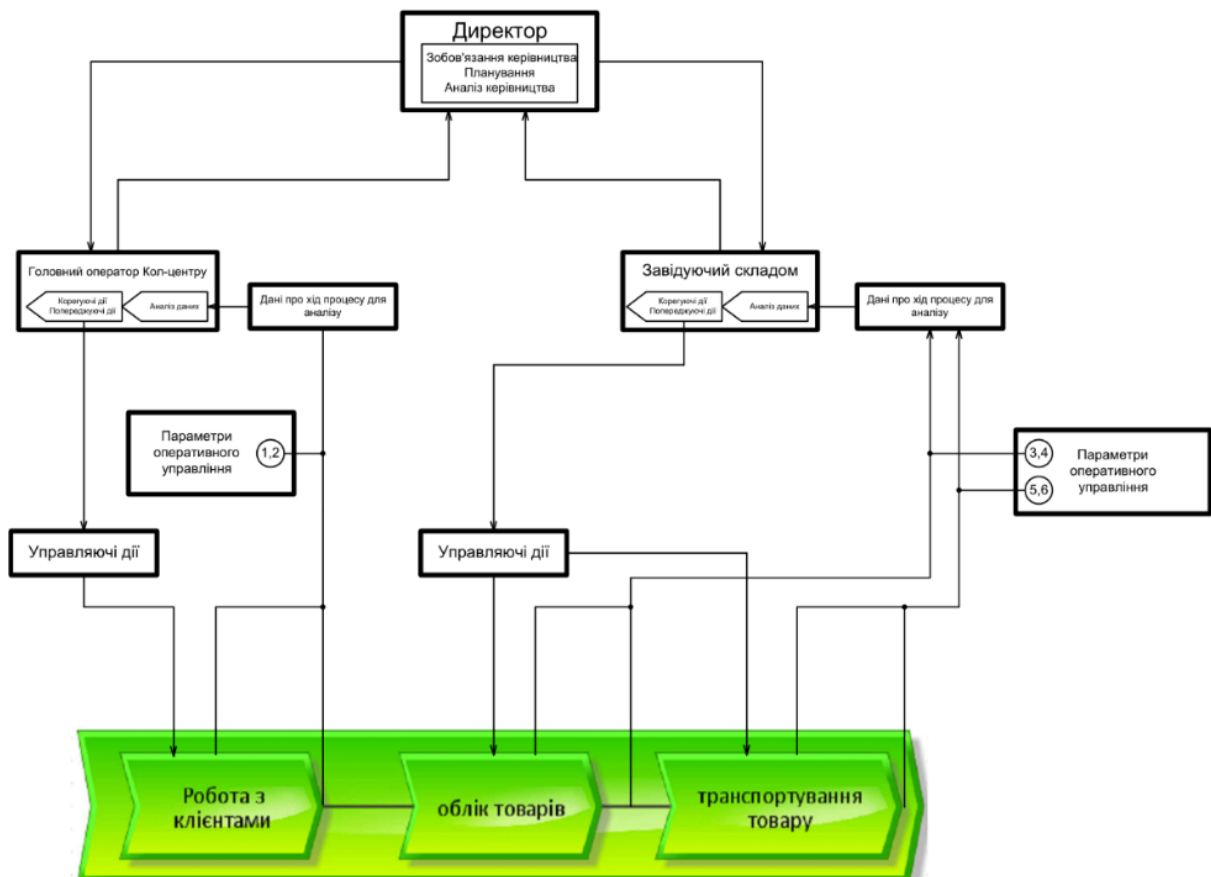 Директор
Зобов'язання керівництва
Планування
Аналіз керівництва
Головний оператор Кол-центру
Корегуючі дії
Попереджуючі дії
Аналіз даних
Дані про хід процесу для
аналізу
Завідуючий складом
Корегуючі дії
Попереджуючі дії
Аналіз даних
Дані про хід процесу для
аналізу
Параметри
оперативного
управління
1,2
3,4
5,6
Параметри
оперативного
управління
Управляючі дії
Управляючі дії
Робота з
клієнтами
облік товарів
транспортування
товару